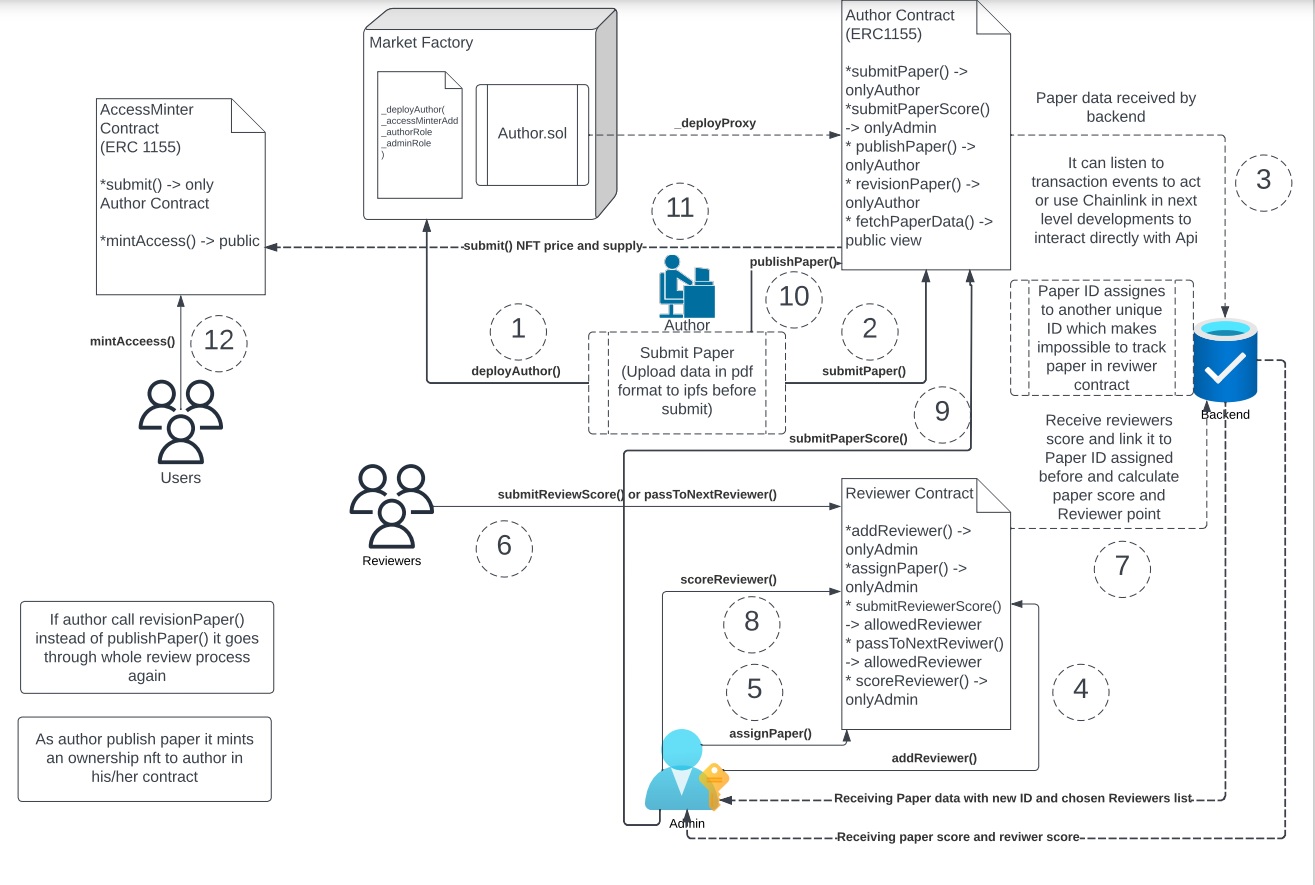 Market Factory
_deployAuthor(
_accessMinterAdd
_authorRole
_adminRole
)
Author.sol
_deployProxy
Author Contract
(ERC1155)
*submitPaper() ->
onlyAuthor
*submitPaperScore()
-> onlyAdmin
* publishPaper() ->
onlyAuthor
* revisionPaper() ->
onlyAuthor
* fetchPaperData() ->
public view
Paper data received by
backend
It can listen to
transaction events to act
or use Chainlink in next
level developments to
interact directly with Api
3
AccessMinter
Contract
(ERC 1155)
*submit() -> only
Author Contract
*mintAccess() -> public
11
submit() NFT price and supply
publishPaper()
10
Author
1
deployAuthor()
Submit Paper
(Upload data in pdf
format to ipfs before
submit)
2
submitPaper()
Paper ID assignes
to another unique
ID which makes
impossible to track
paper in reviwer
contract
Backend
mintAcceess()
12
Users
9
submitPaperScore()
Receive reviewers
score and link it to
Paper ID assigned
before and calculate
paper score and
Reviewer point
7
submitReviewScore() or passToNextReviewer()
6
Reviewers
Reviewer Contract
*addReviewer() ->
onlyAdmin
*assignPaper() ->
onlyAdmin
* submitReviewerScore()
-> allowedReviewer
* passToNextReviwer()
-> allowedReviewer
* scoreReviewer() ->
onlyAdmin
scoreReviewer()
8
5
4
assignPaper()
addReviewer()
If author call revisionPaper()
instead of publishPaper() it goes
through whole review process
again
As author publish paper it mints
an ownership nft to author in
his/her contract
Receiving Paper data with new ID and chosen Reviewers list
Admin
Receiving paper score and reviwer score